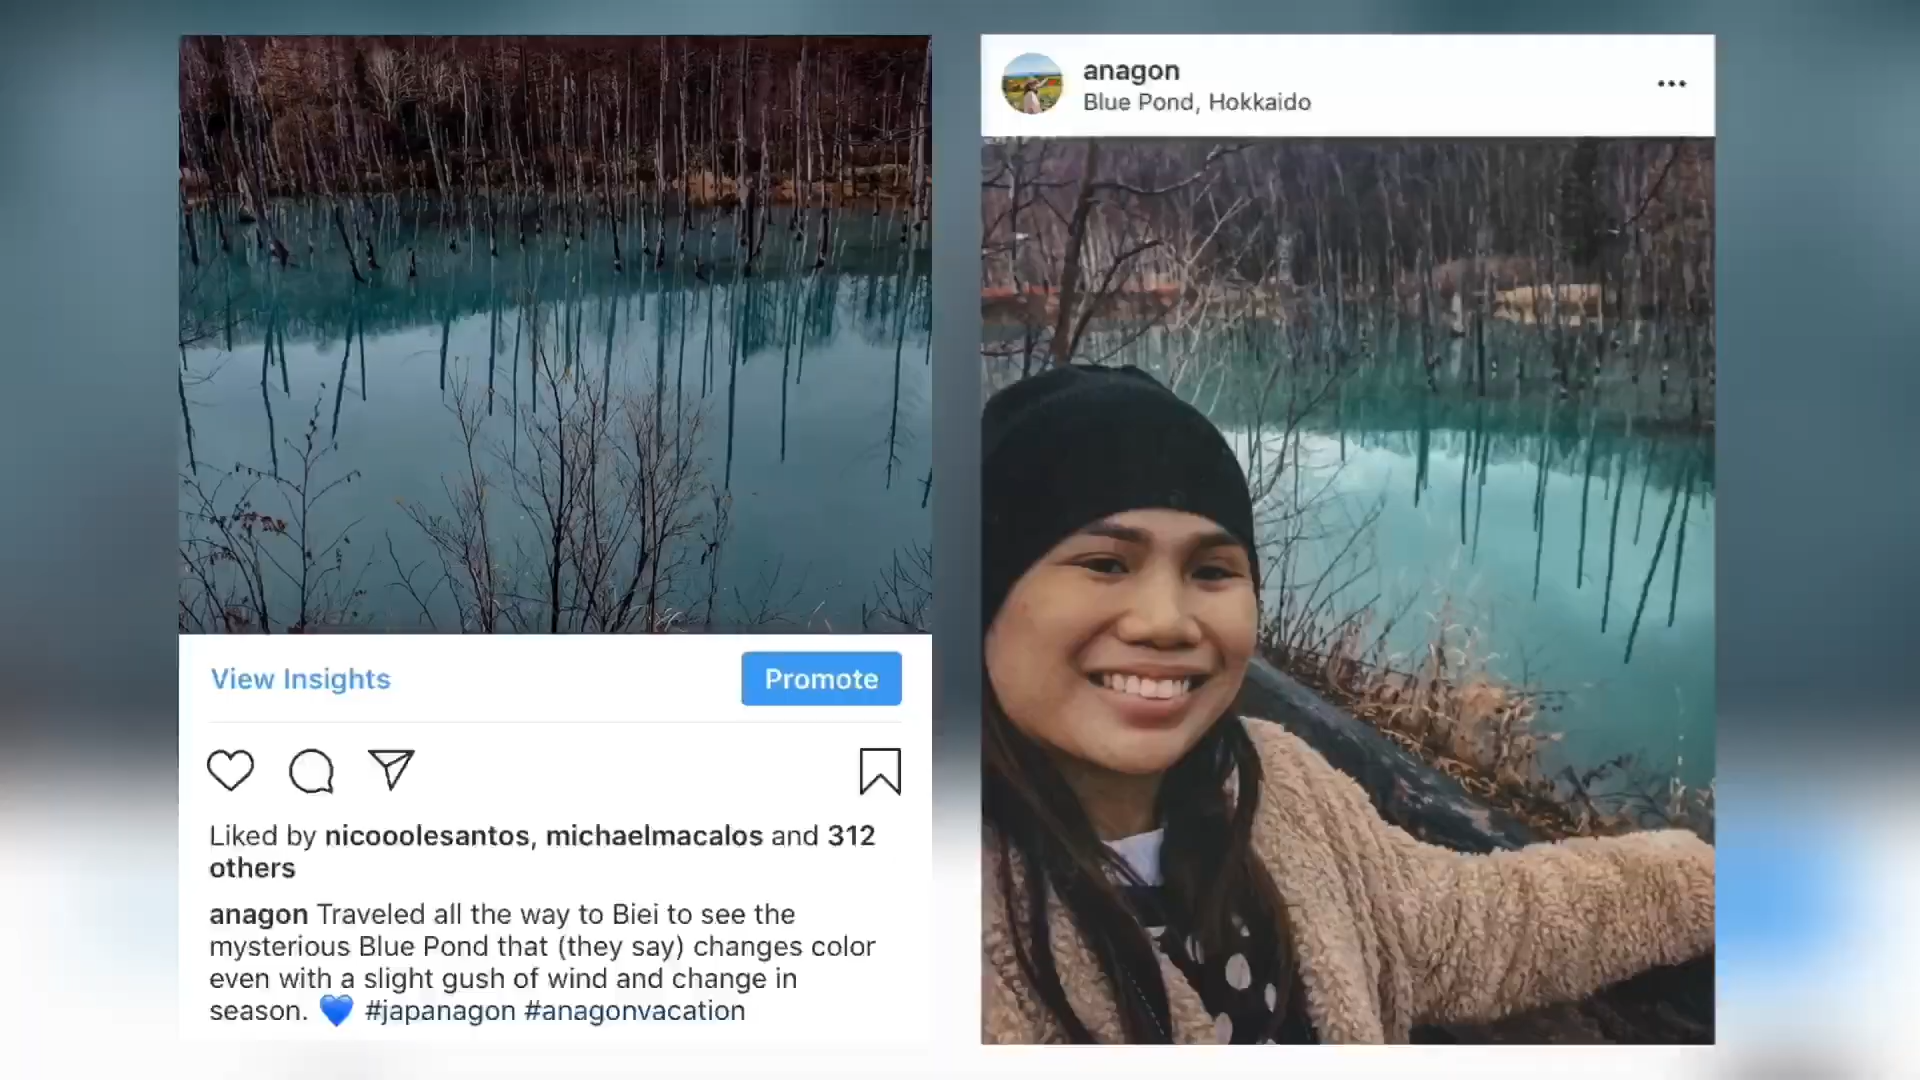 View Insights
Promote
Liked by nicooolesantos, michaelmacalos and 312
others
anagon Traveled all the way to Biei to see the
mysterious Blue Pond that (they say) changes color
even with a slight gush of wind and change in
season. 💙 #japanagon #anagonvacation
anagon
Blue Pond, Hokkaido